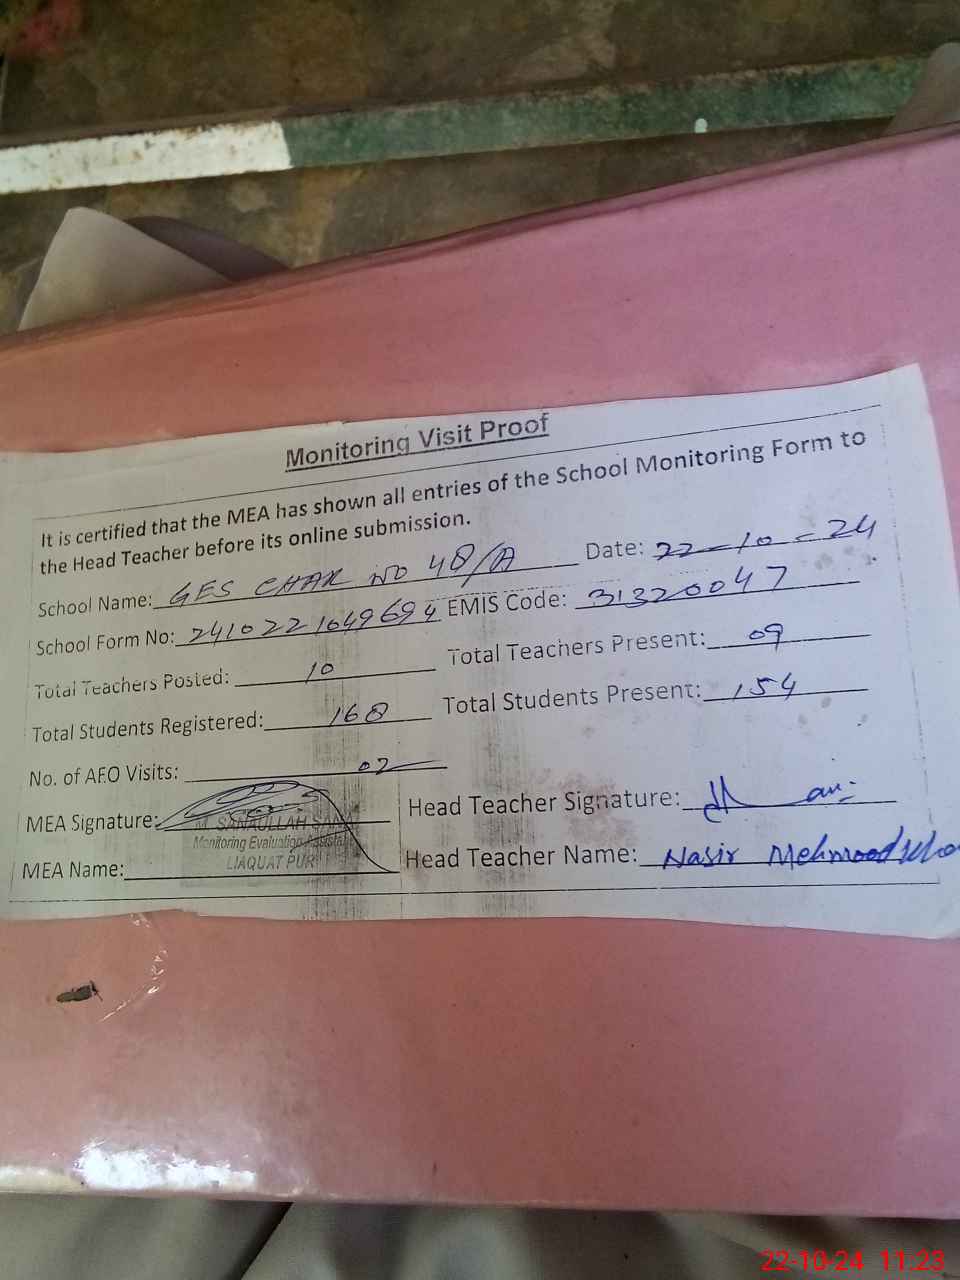 Monitoring Visit Proof
It is certified that the MEA has shown all entries of the School Monitoring Form to
the Head Teacher before its online submission.
School Name: GES CHAK NO 48/A Date: 22-10-24
School Form No: 2410221649694 EMIS Code: 31320047
Total Teachers Posted: 10 Total Teachers Present: 09
Total Students Registered: 168 Total Students Present: 154
No. of AEO Visits: 02
MEA Signature: Head Teacher Signature:
M. SANAULLAH
Monitoring Evaluation Assistant
LIAQUAT PUR
MEA Name: Head Teacher Name: Nasir Mehmood
22-10-24 11:23